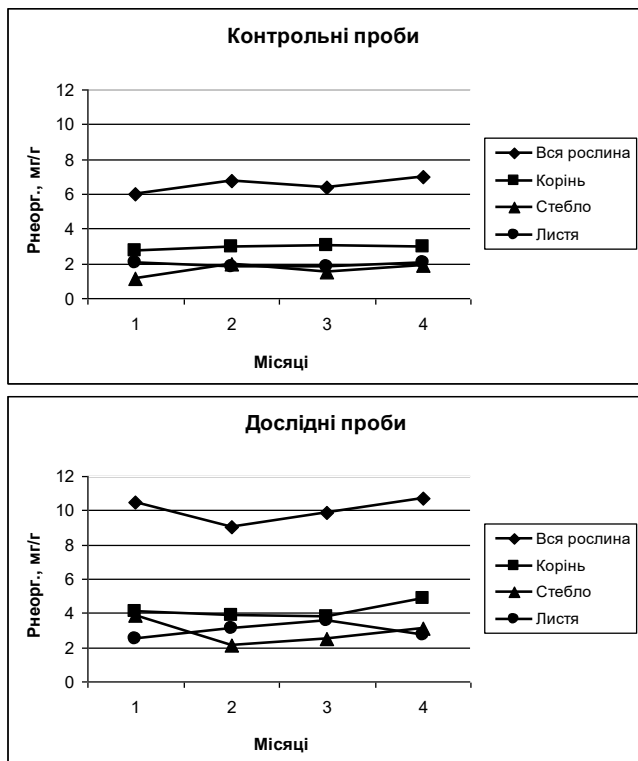 Контрольні проби
12
10
8
6
4
2
0
Рнеорг., мг/г
1 2 3 4
Місяці
Вся рослина
Корінь
Стебло
Листя
Дослідні проби
12
10
8
6
4
2
0
Рнеорг., мг/г
1 2 3 4
Місяці
Вся рослина
Корінь
Стебло
Листя